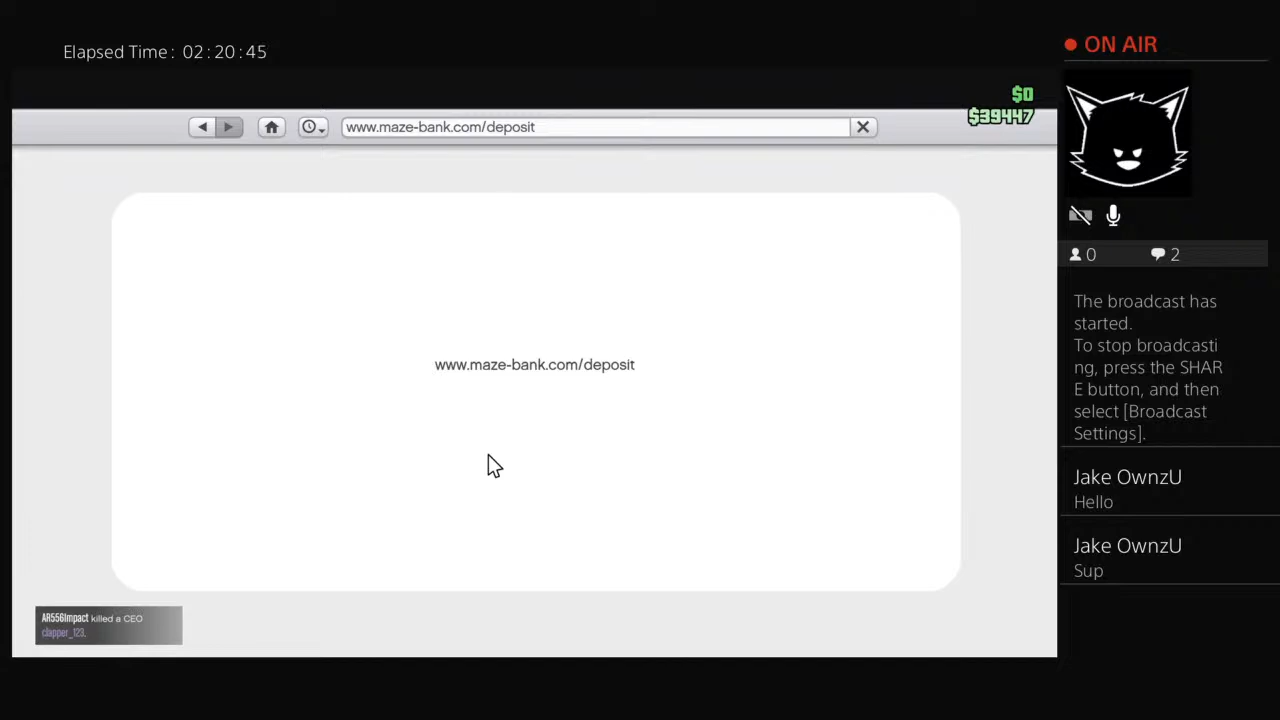 Elapsed Time: 02:20:45
ON AIR
$0
$39447
www.maze-bank.com/deposit
www.maze-bank.com/deposit
AR556Impact killed a CEO
clapper_123.
0 2
The broadcast has
started.
To stop broadcasti
ng, press the SHAR
E button, and then
select [Broadcast
Settings].
Jake OwnzU
Hello
Jake OwnzU
Sup